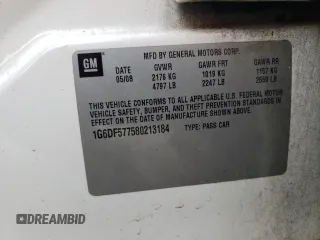 GM
MFD BY GENERAL MOTORS CORP.
DATE GVWR GAWR FRT GAWR RR
05/08 2176 KG 1019 KG 1157 KG
4797 LB 2247 LB 2550 LB
THIS VEHICLE CONFORMS TO ALL APPLICABLE U.S. FEDERAL MOTOR
VEHICLE SAFETY, BUMPER, AND THEFT PREVENTION STANDARDS
IN EFFECT ON THE DATE OF MANUFACTURE SHOWN ABOVE.
1G6DF577580213184 TYPE: PASS CAR
DREAMBID